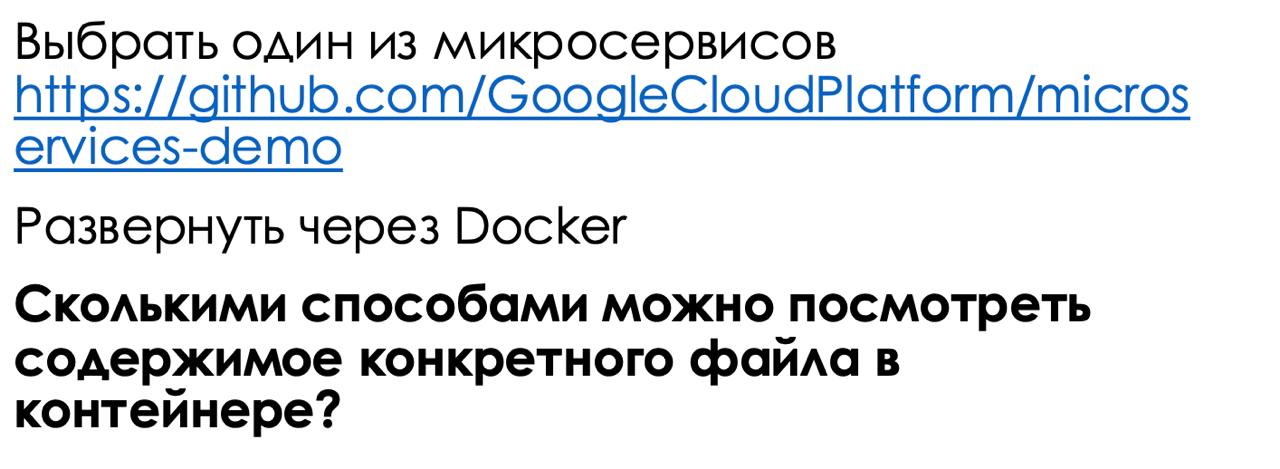 Выбрать один из микросервисов
https://github.com/GoogleCloudPlatform/micros
ervices-demo
Развернуть через Docker
Сколькими способами можно посмотреть
содержимое конкретного файла в
контейнере?